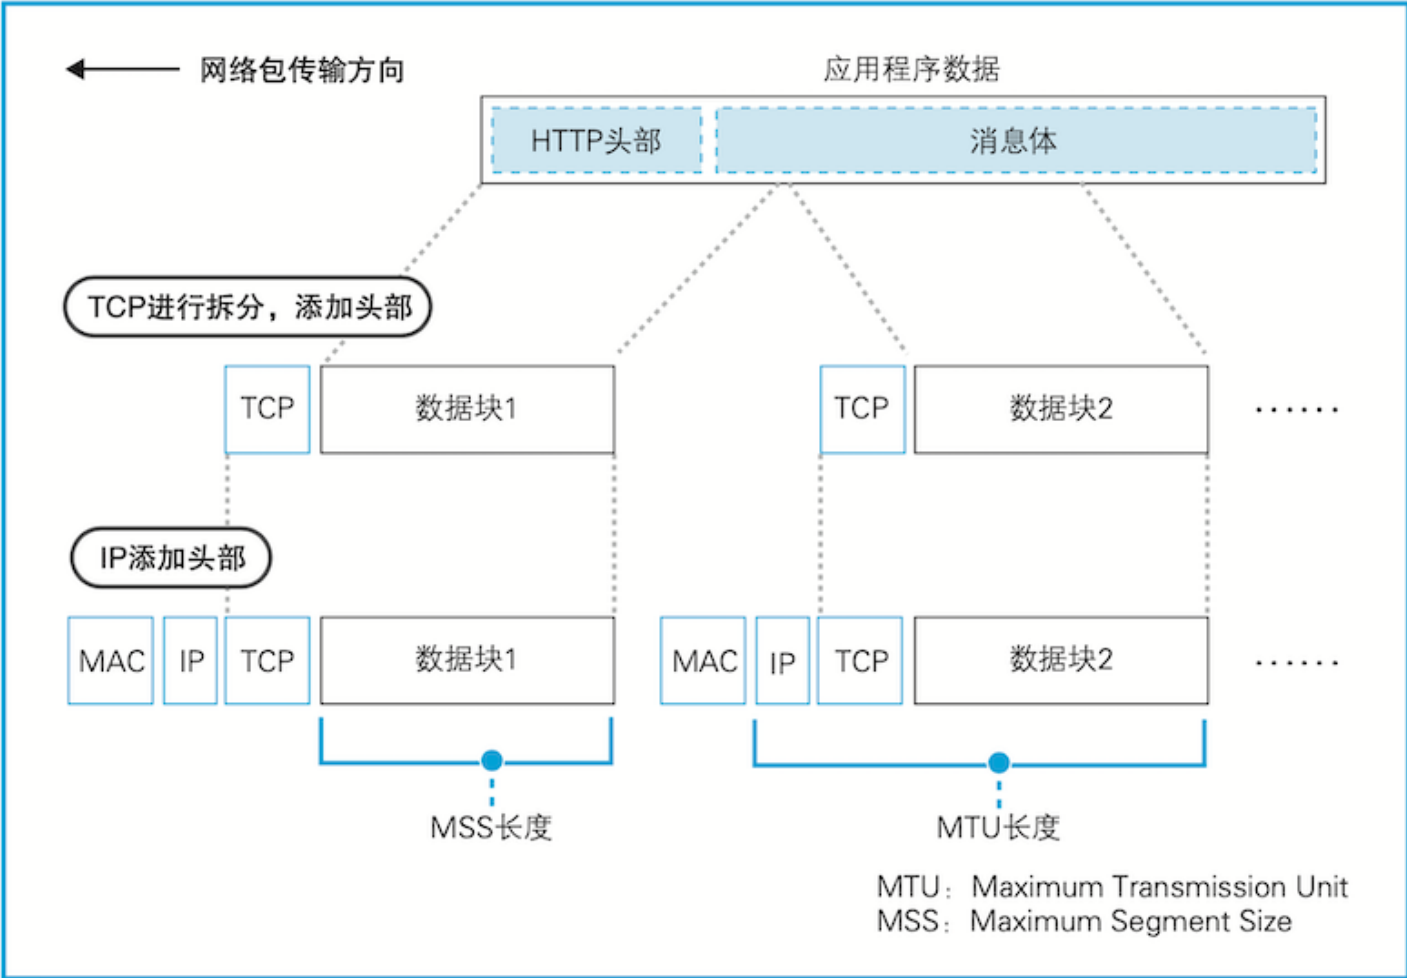 网络包传输方向
应用程序数据
HTTP头部
消息体
TCP进行拆分，添加头部
TCP
数据块1
TCP
数据块2
······
IP添加头部
MAC
IP
TCP
数据块1
MAC
IP
TCP
数据块2
······
MSS长度
MTU长度
MTU：Maximum Transmission Unit
MSS：Maximum Segment Size